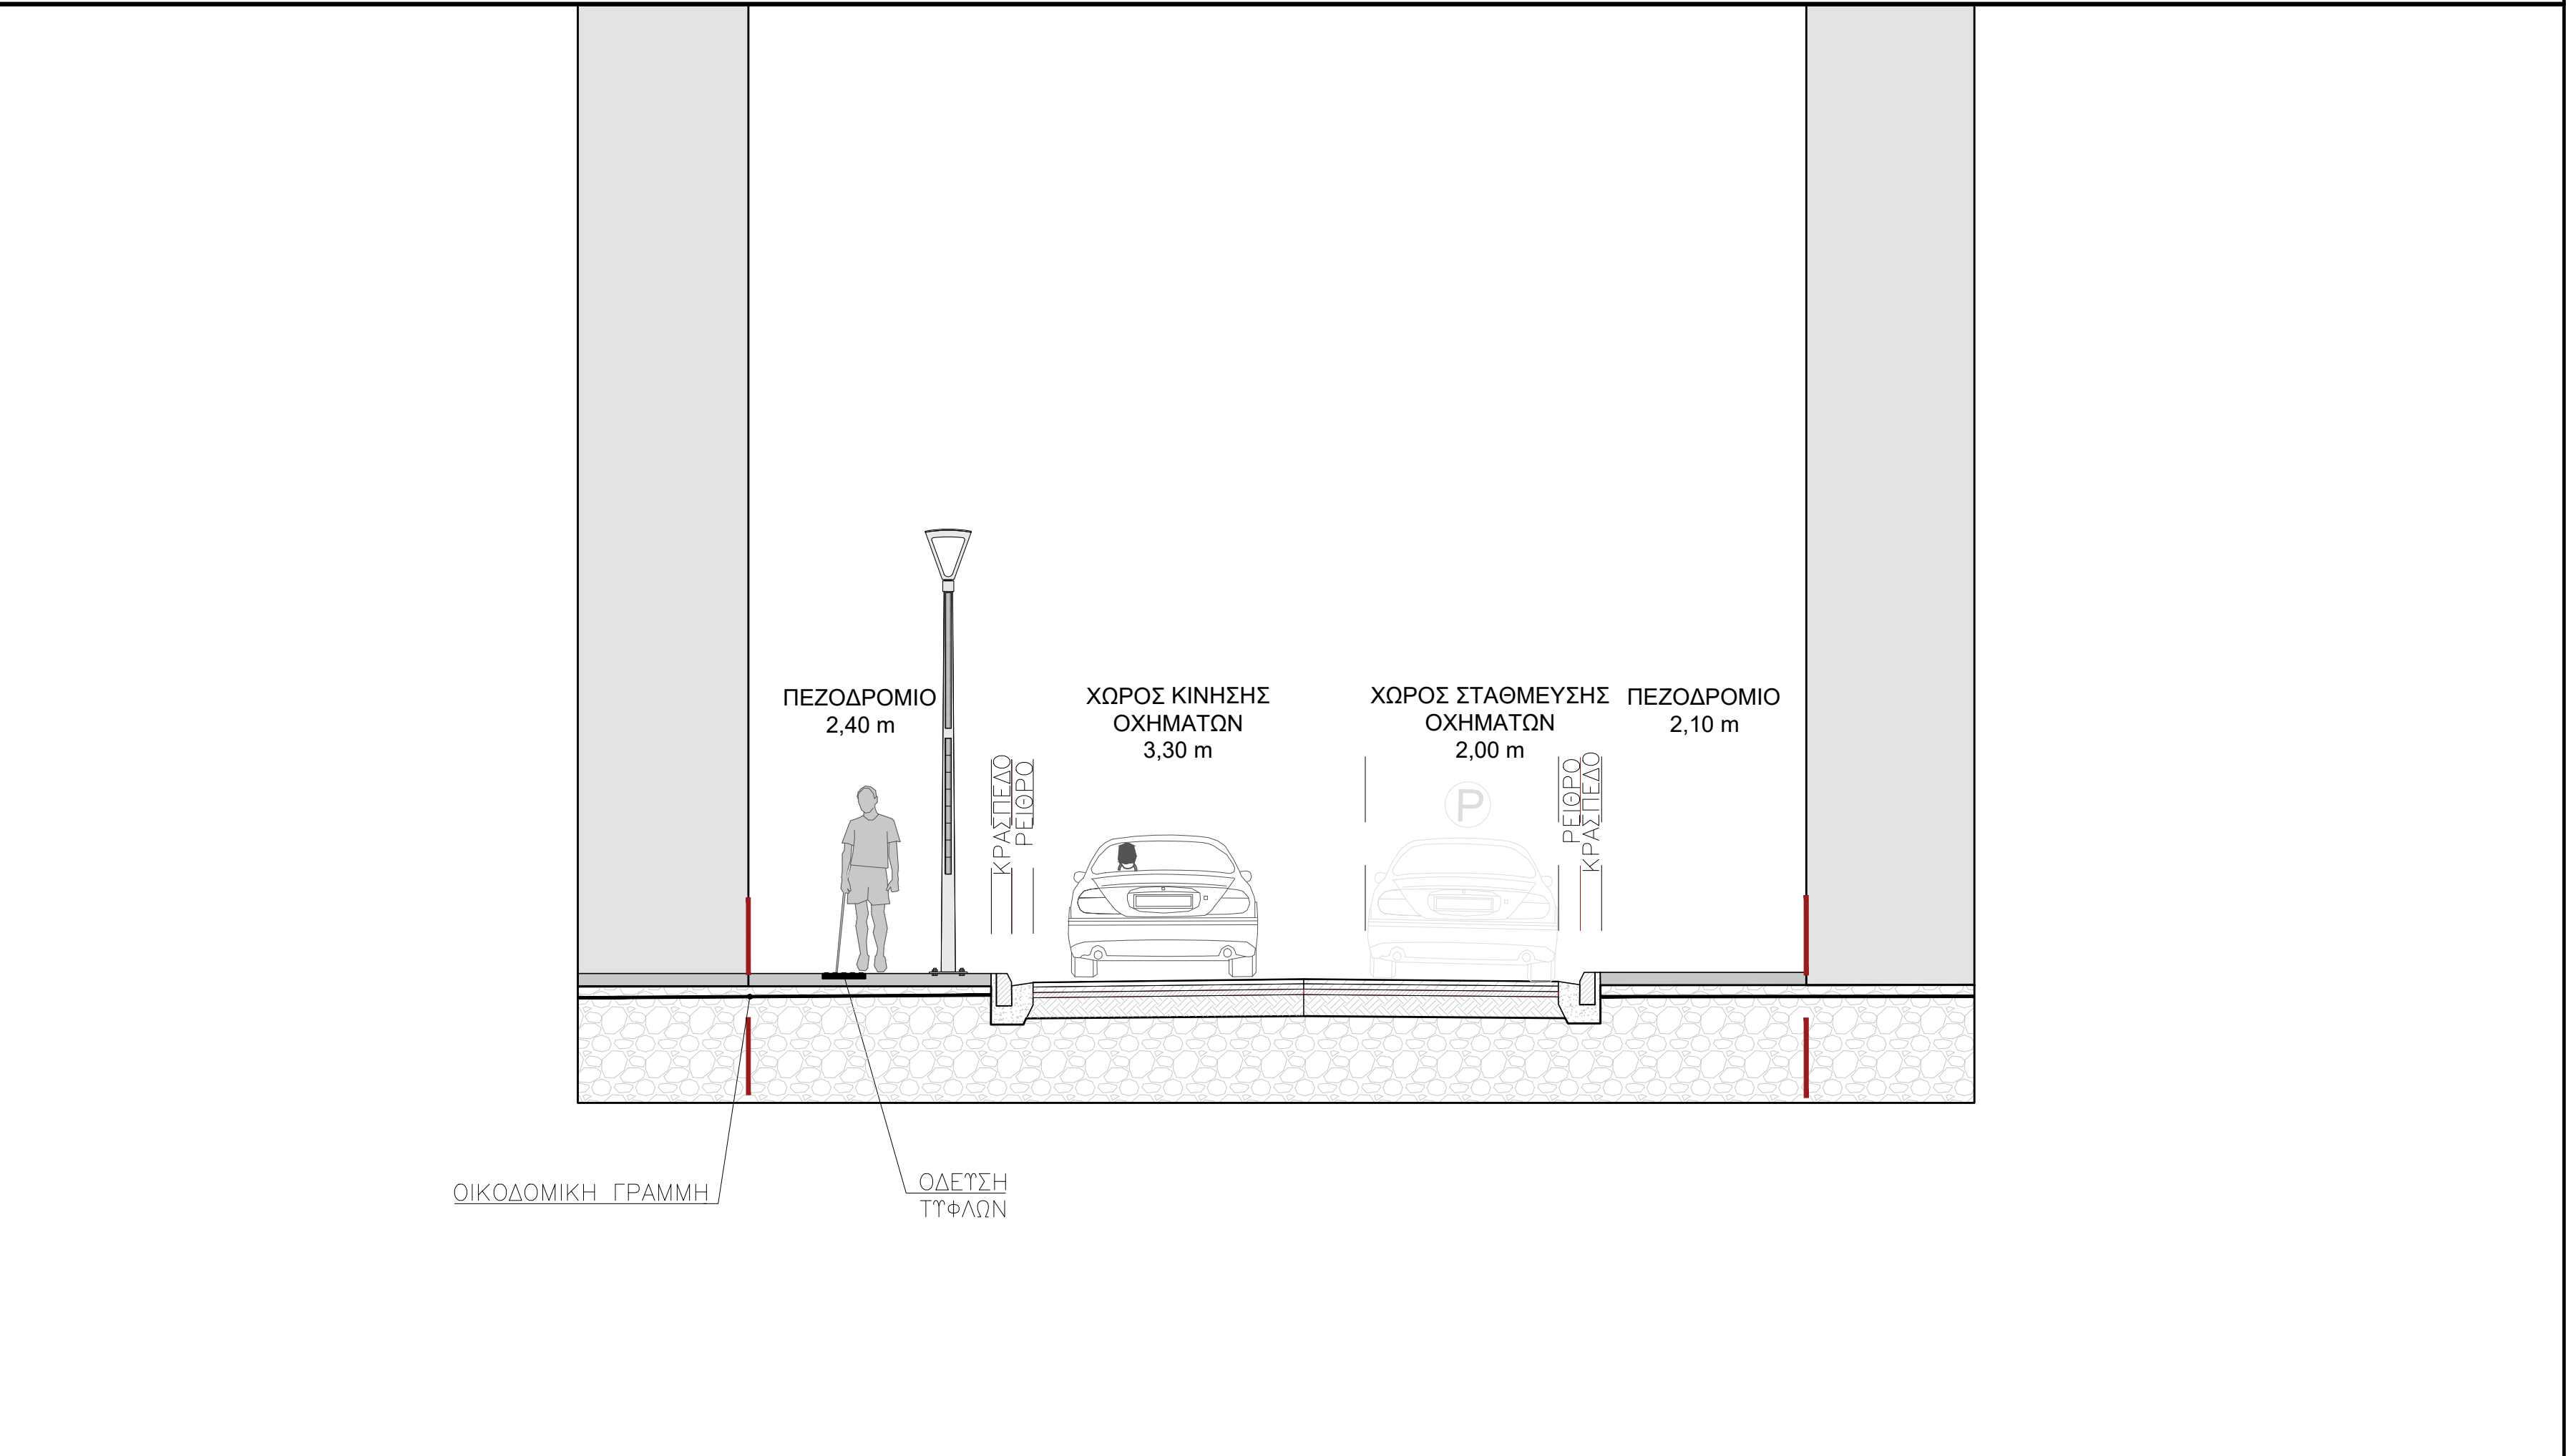 ΠΕΖΟΔΡΟΜΙΟ
2,40 m
ΧΩΡΟΣ ΚΙΝΗΣΗΣ
ΟΧΗΜΑΤΩΝ
3,30 m
ΧΩΡΟΣ ΣΤΑΘΜΕΥΣΗΣ
ΟΧΗΜΑΤΩΝ
2,00 m
ΠΕΖΟΔΡΟΜΙΟ
2,10 m
ΚΡΑΣΠΕΔΟ
ΡΕΙΘΡΟ
P
ΡΕΙΘΡΟ
ΚΡΑΣΠΕΔΟ
ΟΙΚΟΔΟΜΙΚΗ ΓΡΑΜΜΗ
ΟΔΕΥΣΗ
ΤΥΦΛΩΝ